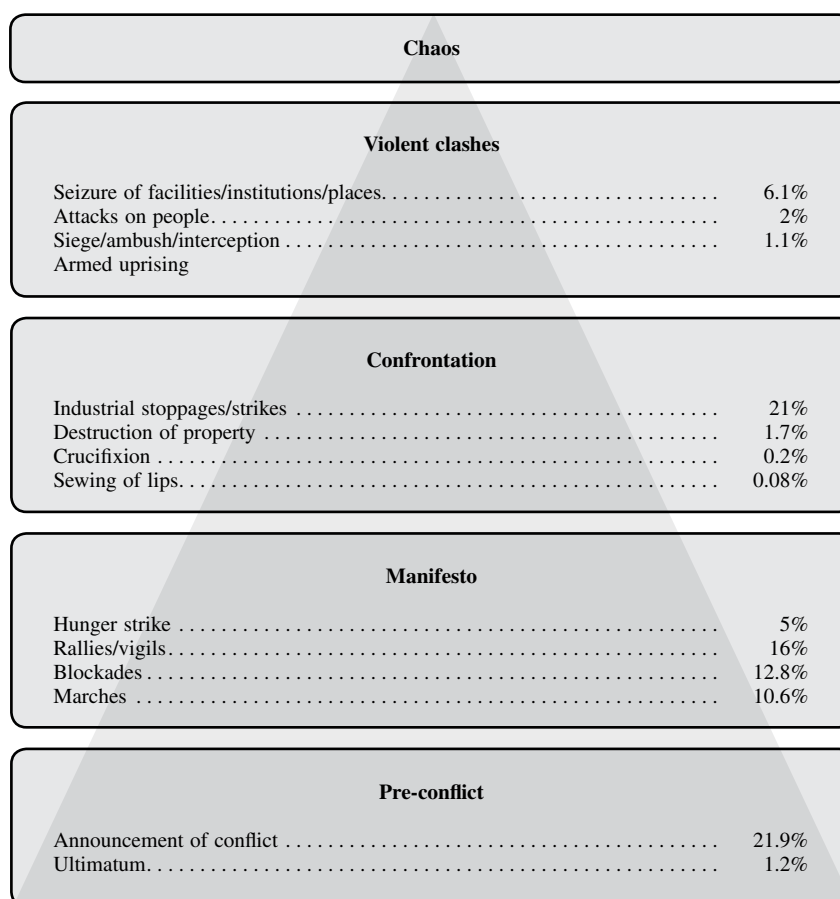 Chaos
Violent clashes
Seizure of facilities/institutions/places. . . . . . . . . . . . . . . . . . . . . . . . . . . . . . . . 6.1%
Attacks on people. . . . . . . . . . . . . . . . . . . . . . . . . . . . . . . . . . . . . . . . . . . . . . . . 2%
Siege/ambush/interception . . . . . . . . . . . . . . . . . . . . . . . . . . . . . . . . . . . . . . . . . 1.1%
Armed uprising
Confrontation
Industrial stoppages/strikes . . . . . . . . . . . . . . . . . . . . . . . . . . . . . . . . . . . . . . . . 21%
Destruction of property . . . . . . . . . . . . . . . . . . . . . . . . . . . . . . . . . . . . . . . . . . . 1.7%
Crucifixion . . . . . . . . . . . . . . . . . . . . . . . . . . . . . . . . . . . . . . . . . . . . . . . . . . . . . 0.2%
Sewing of lips. . . . . . . . . . . . . . . . . . . . . . . . . . . . . . . . . . . . . . . . . . . . . . . . . . . 0.08%
Manifesto
Hunger strike . . . . . . . . . . . . . . . . . . . . . . . . . . . . . . . . . . . . . . . . . . . . . . . . . . . 5%
Rallies/vigils. . . . . . . . . . . . . . . . . . . . . . . . . . . . . . . . . . . . . . . . . . . . . . . . . . . . 16%
Blockades . . . . . . . . . . . . . . . . . . . . . . . . . . . . . . . . . . . . . . . . . . . . . . . . . . . . . . 12.8%
Marches . . . . . . . . . . . . . . . . . . . . . . . . . . . . . . . . . . . . . . . . . . . . . . . . . . . . . . . 10.6%
Pre-conflict
Announcement of conflict . . . . . . . . . . . . . . . . . . . . . . . . . . . . . . . . . . . . . . . . . 21.9%
Ultimatum. . . . . . . . . . . . . . . . . . . . . . . . . . . . . . . . . . . . . . . . . . . . . . . . . . . . . . 1.2%